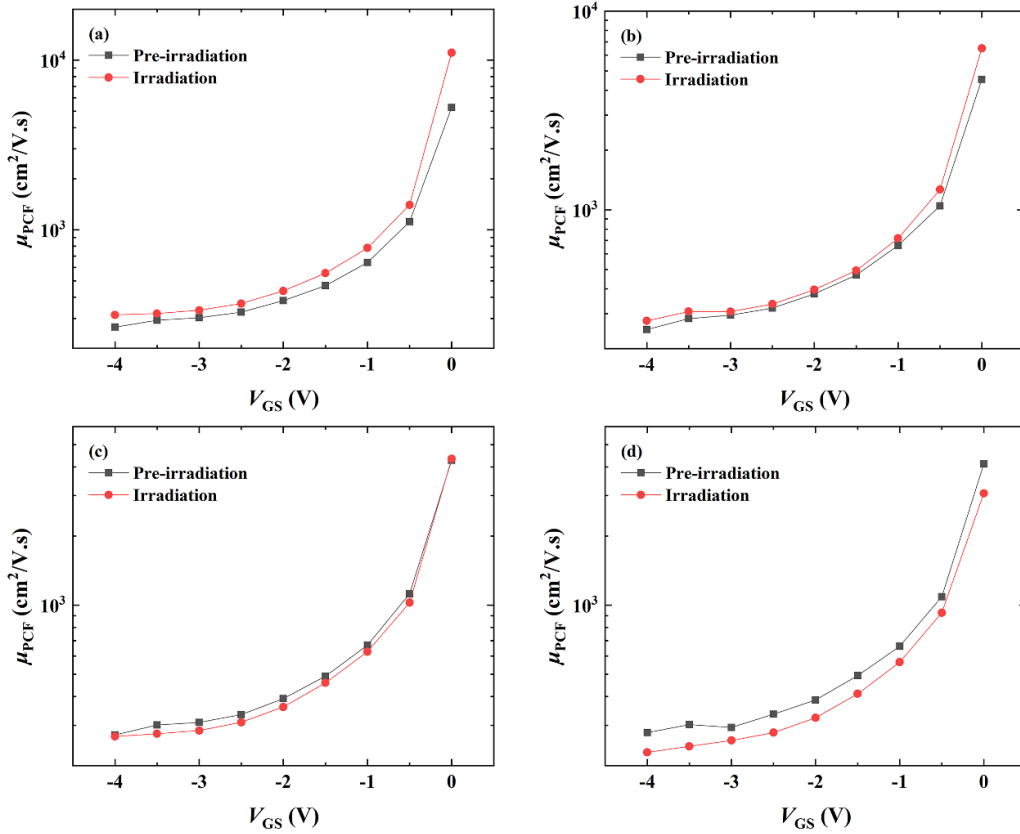 (a)
Pre-irradiation
Irradiation
10⁴
10³
μPCF (cm²/V.s)
-4 -3 -2 -1 0
VGS (V)
(b)
Pre-irradiation
Irradiation
10⁴
10³
μPCF (cm²/V.s)
-4 -3 -2 -1 0
VGS (V)
(c)
Pre-irradiation
Irradiation
10³
μPCF (cm²/V.s)
-4 -3 -2 -1 0
VGS (V)
(d)
Pre-irradiation
Irradiation
10³
μPCF (cm²/V.s)
-4 -3 -2 -1 0
VGS (V)